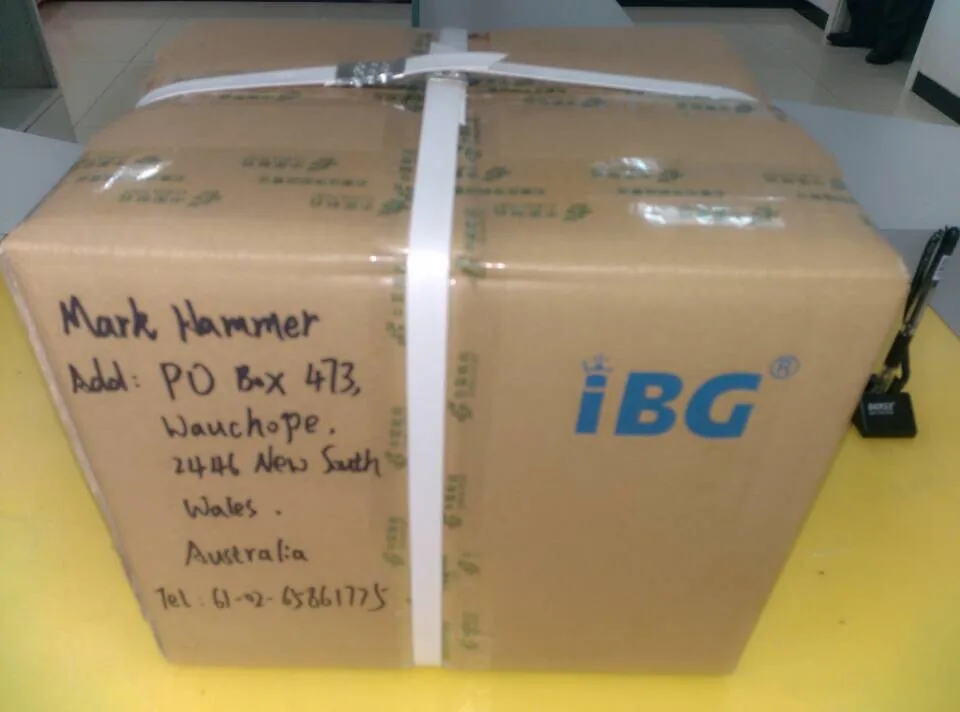 Mark Hammer
Add: PO Box 473,
Wauchope.
2446 New South
Wales.
Australia
Tel: 61-02-65861775
iBG®